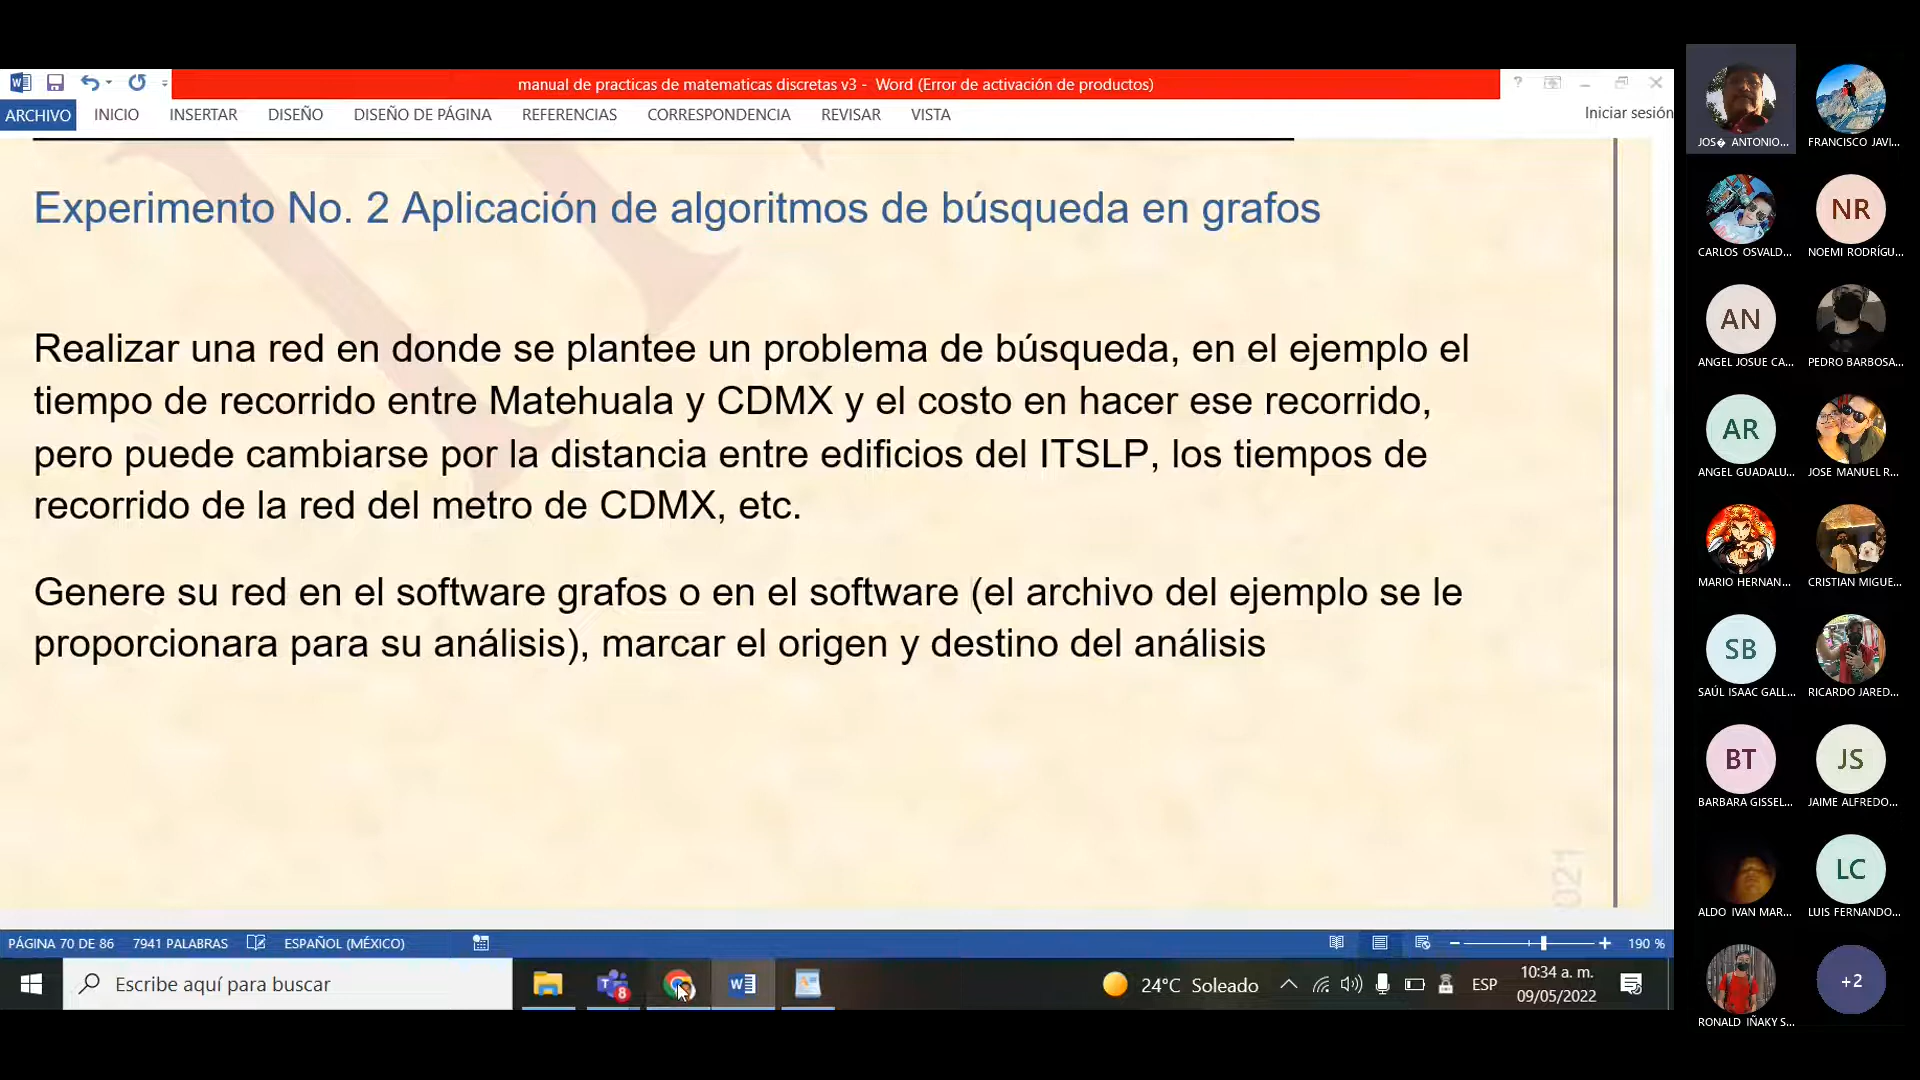 manual de practicas de matematicas discretas v3 - Word (Error de activación de productos)
?
ARCHIVO INICIO INSERTAR DISEÑO DISEÑO DE PÁGINA REFERENCIAS CORRESPONDENCIA REVISAR VISTA
Iniciar sesión
Experimento No. 2 Aplicación de algoritmos de búsqueda en grafos
Realizar una red en donde se plantee un problema de búsqueda, en el ejemplo el
tiempo de recorrido entre Matehuala y CDMX y el costo en hacer ese recorrido,
pero puede cambiarse por la distancia entre edificios del ITSLP, los tiempos de
recorrido de la red del metro de CDMX, etc.
Genere su red en el software grafos o en el software (el archivo del ejemplo se le
proporcionara para su análisis), marcar el origen y destino del análisis
021
PÁGINA 70 DE 86 7941 PALABRAS ESPAÑOL (MÉXICO)
190 %
Escribe aquí para buscar
8
24°C Soleado
ESP
10:34 a. m.
09/05/2022
JOS� ANTONIO...
FRANCISCO JAVI...
CARLOS OSVALD...
NR
NOEMI RODRÍGU...
AN
ANGEL JOSUE CA...
PEDRO BARBOSA...
AR
ANGEL GUADALU...
JOSE MANUEL R...
MARIO HERNAN...
CRISTIAN MIGUE...
SB
SAÚL ISAAC GALL...
RICARDO JARED...
BT
BARBARA GISSEL...
JS
JAIME ALFREDO...
ALDO IVAN MAR...
LC
LUIS FERNANDO...
RONALD IÑAKY S...
+2